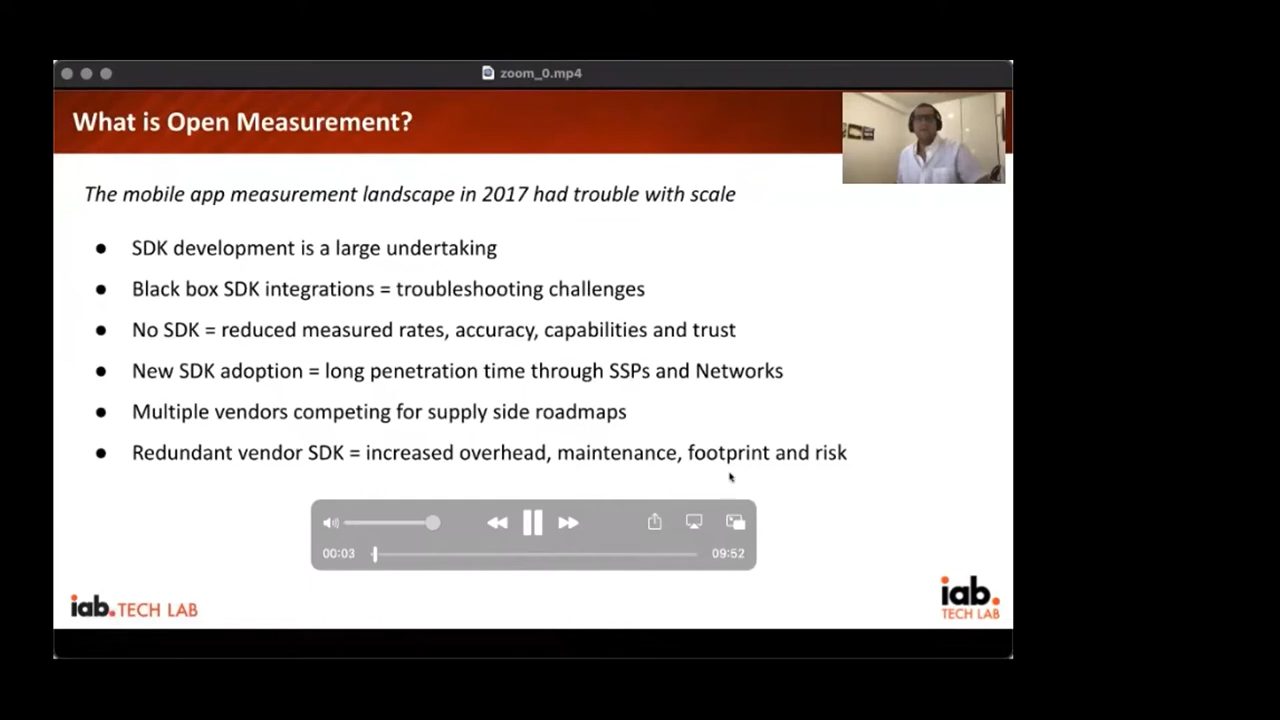 zoom_0.mp4
What is Open Measurement?
The mobile app measurement landscape in 2017 had trouble with scale
● SDK development is a large undertaking
● Black box SDK integrations = troubleshooting challenges
● No SDK = reduced measured rates, accuracy, capabilities and trust
● New SDK adoption = long penetration time through SSPs and Networks
● Multiple vendors competing for supply side roadmaps
● Redundant vendor SDK = increased overhead, maintenance, footprint and risk
00:03 09:52
iab. TECH LAB
iab.
TECH LAB